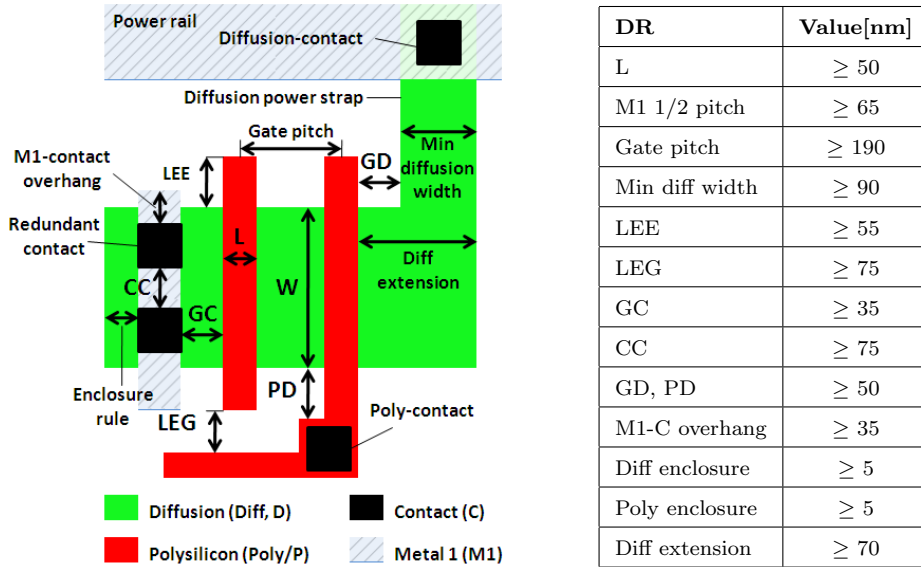 Power rail
Diffusion-contact
Diffusion power strap
Gate pitch
Min
diffusion
width
GD
M1-contact
overhang
LEE
Redundant
contact
L
W
Diff
extension
CC
GC
Enclosure
rule
LEG
PD
Poly-contact
Diffusion (Diff, D)
Contact (C)
Polysilicon (Poly/P)
Metal 1 (M1)
DR Value[nm]
L ≥ 50
M1 1/2 pitch ≥ 65
Gate pitch ≥ 190
Min diff width ≥ 90
LEE ≥ 55
LEG ≥ 75
GC ≥ 35
CC ≥ 75
GD, PD ≥ 50
M1-C overhang ≥ 35
Diff enclosure ≥ 5
Poly enclosure ≥ 5
Diff extension ≥ 70